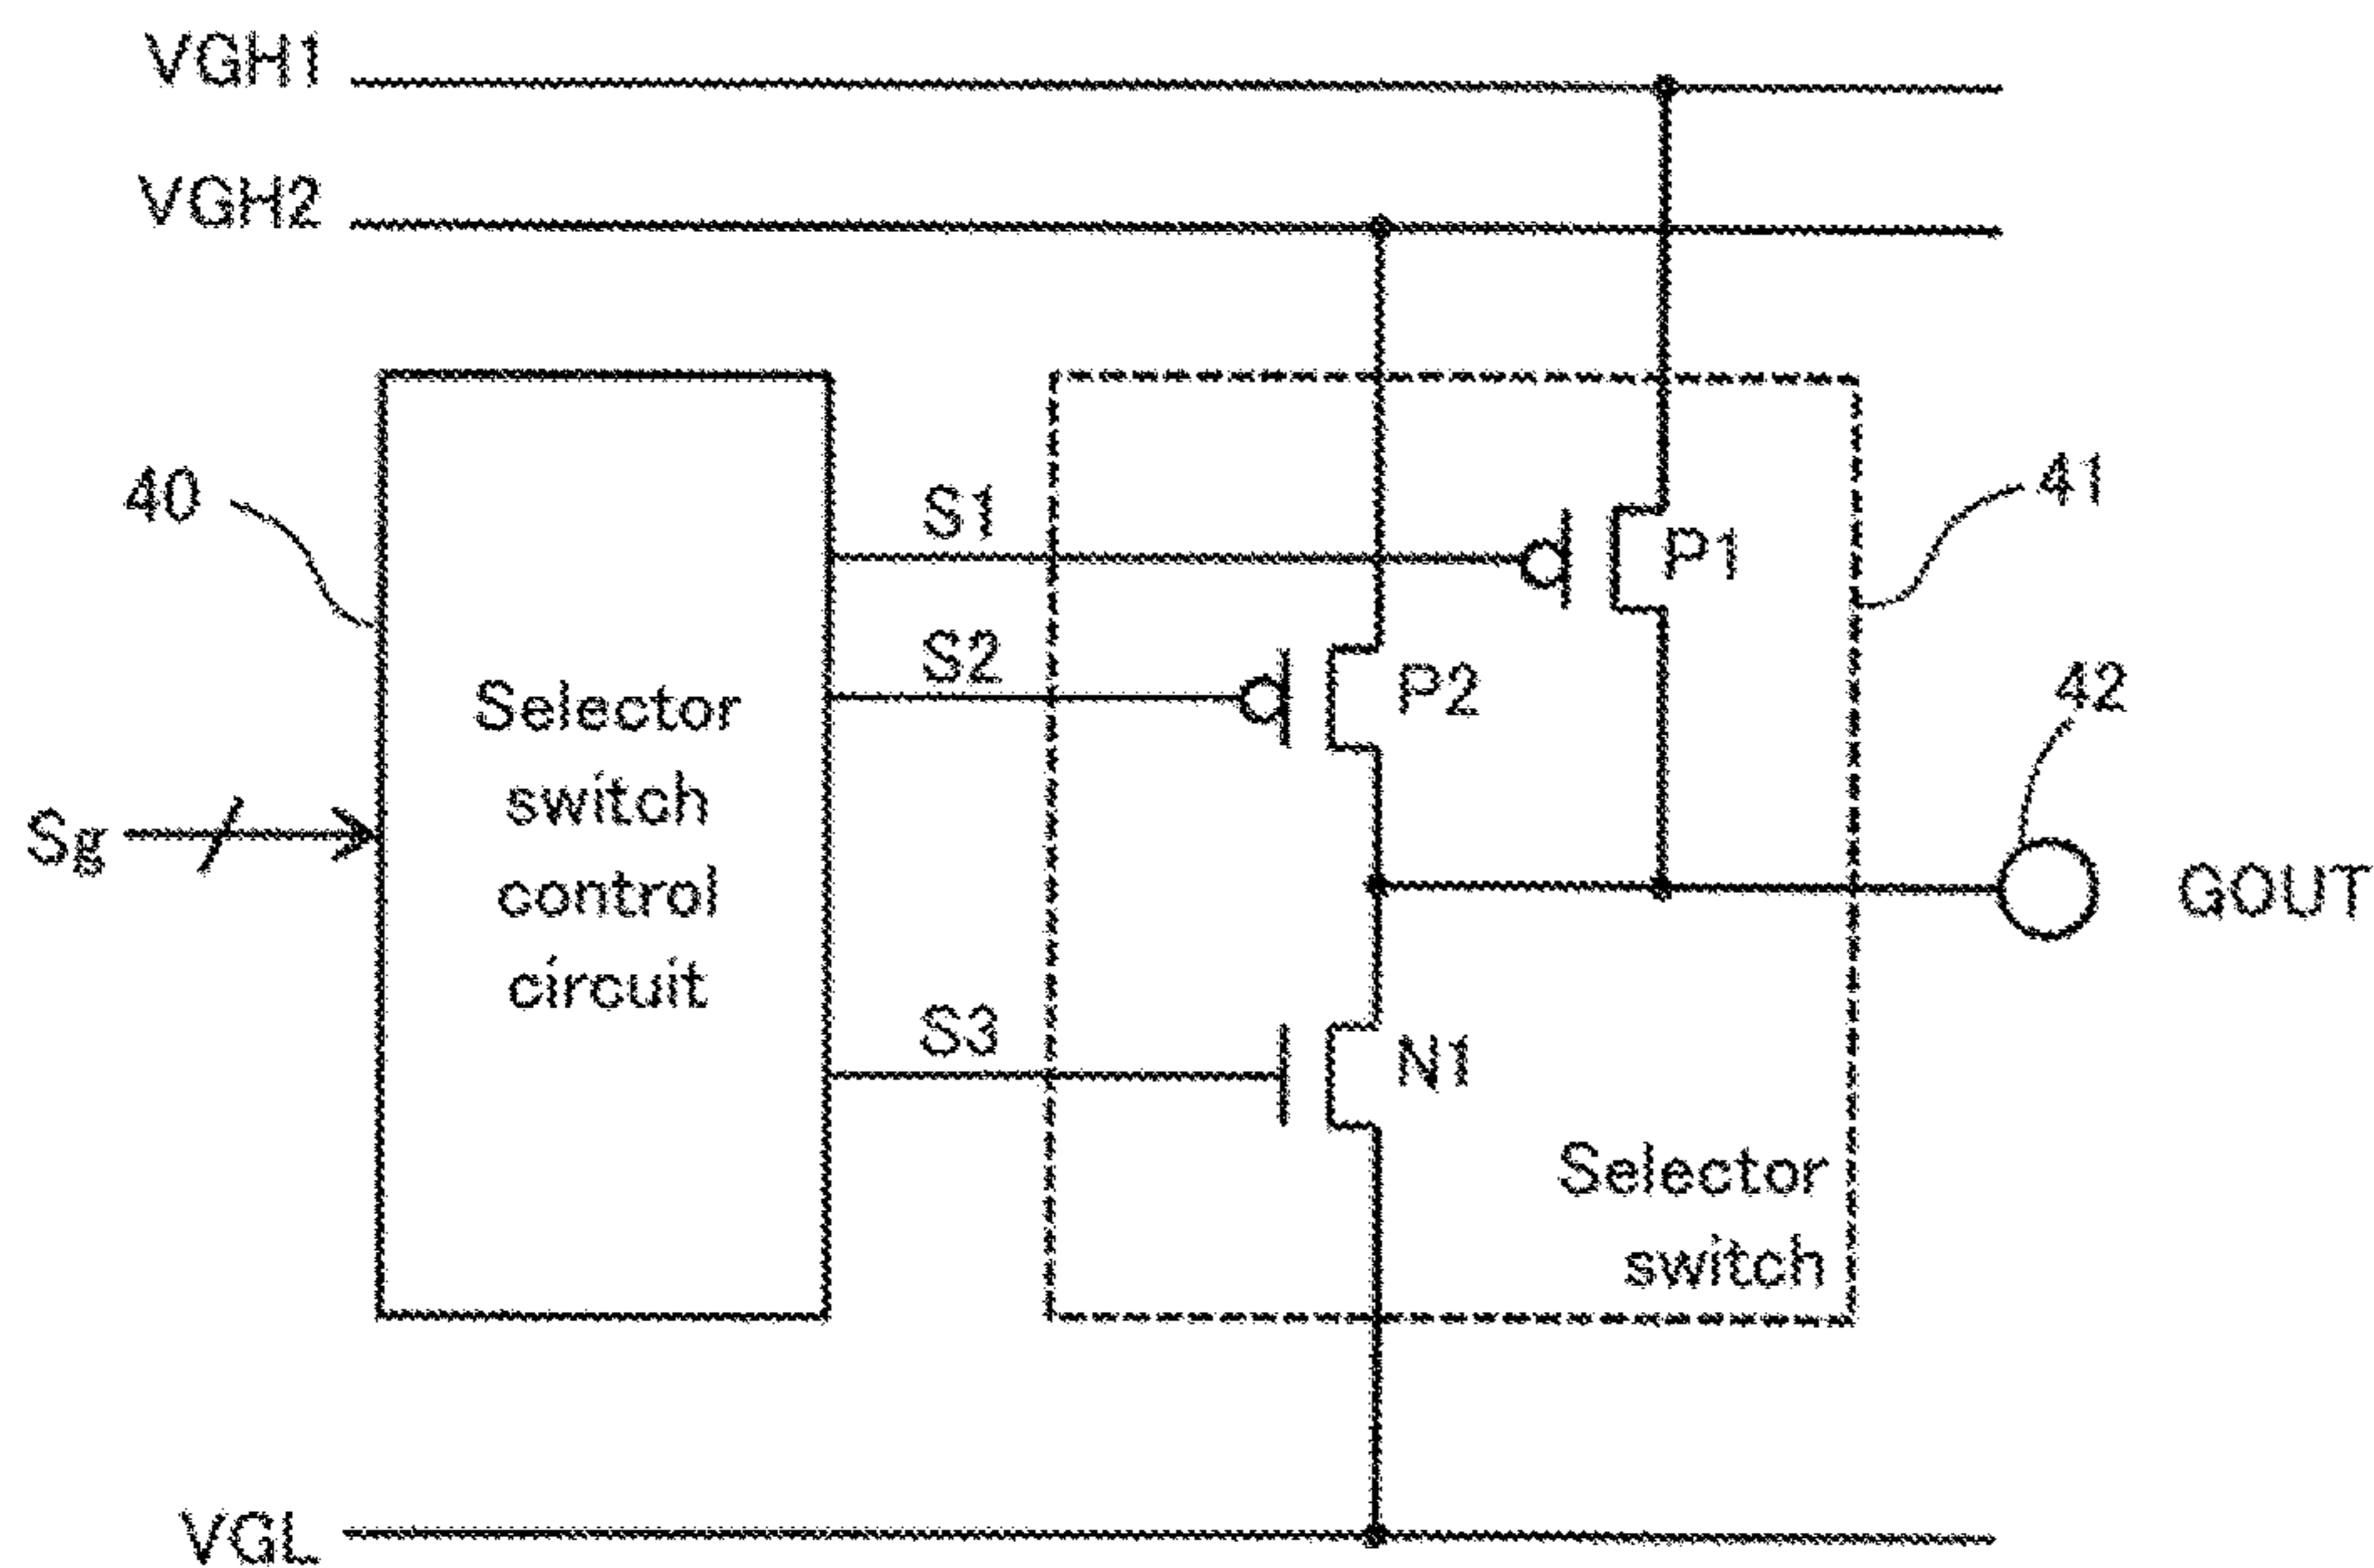 VGH1
VGH2
40
S1
P1
41
S2
P2
42
Selector
switch
control
circuit
Sg
GOUT
S3
N1
Selector
switch
VGL